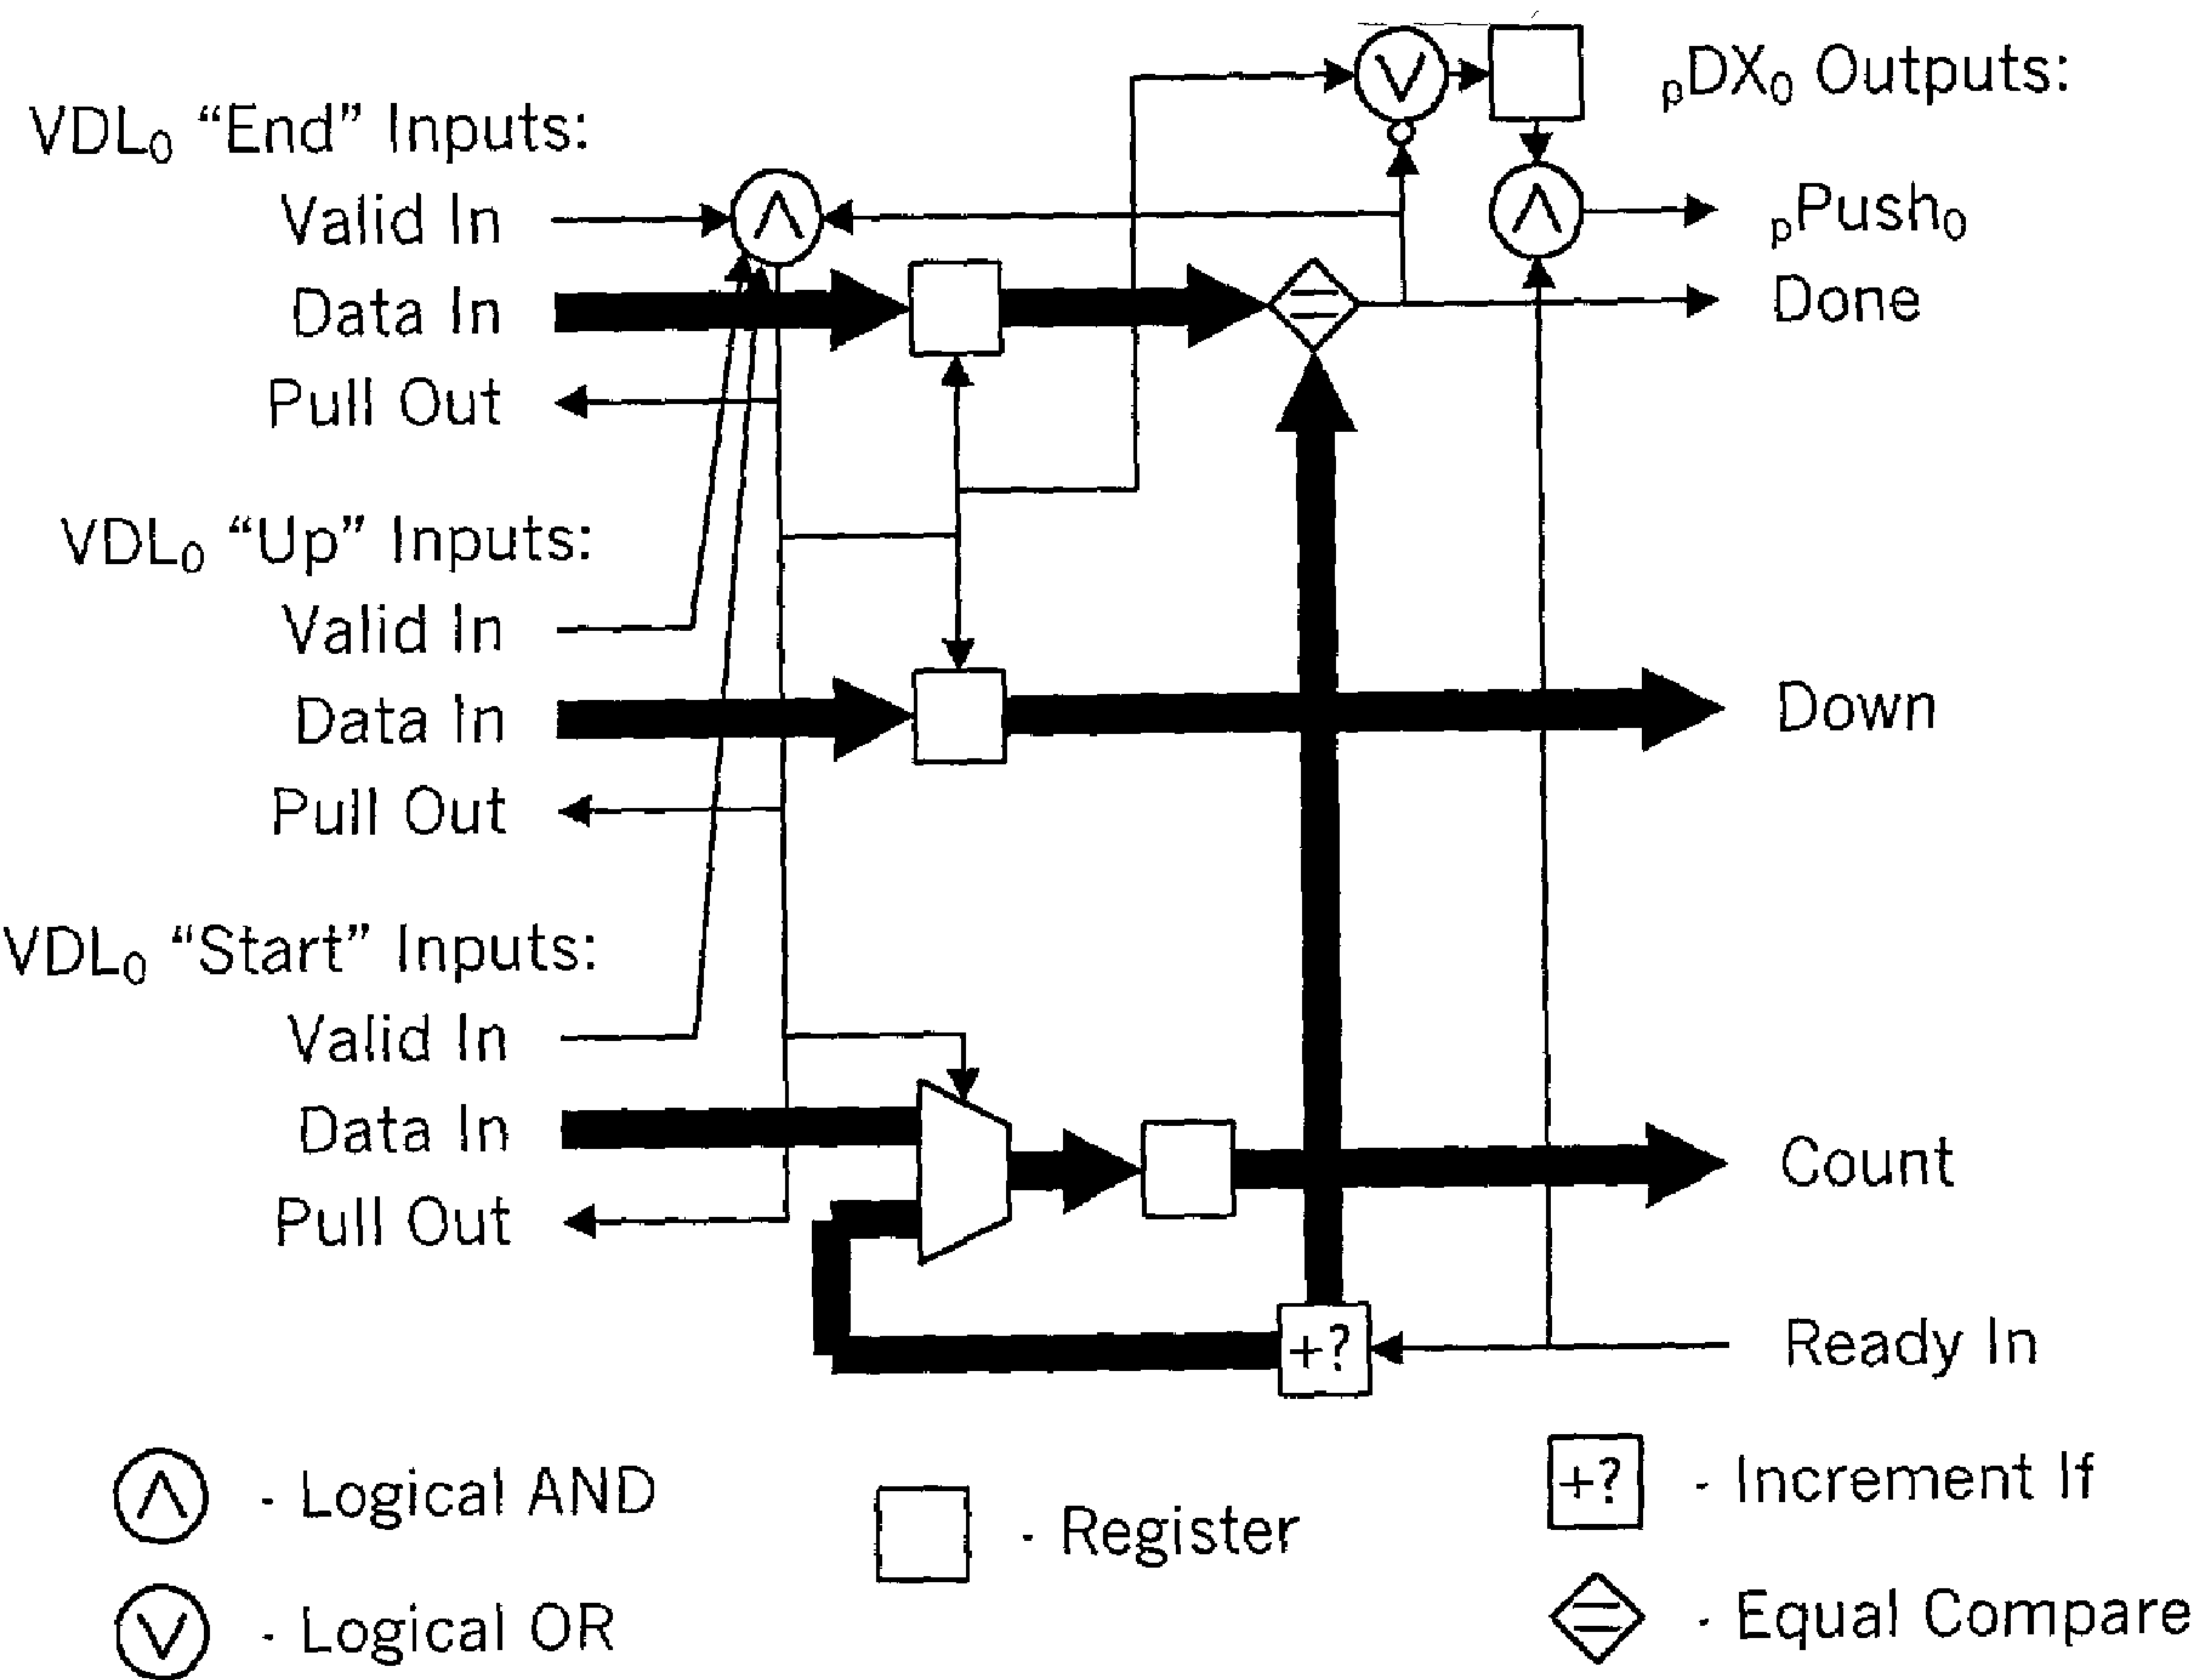 VDL₀ “End” Inputs:
Valid In
Data In
Pull Out
VDL₀ “Up” Inputs:
Valid In
Data In
Pull Out
VDL₀ “Start” Inputs:
Valid In
Data In
Pull Out
ₚDX₀ Outputs:
ₚPush₀
Done
Down
Count
Ready In
∨
∧
∧
=
+?
∧ - Logical AND
∨ - Logical OR
- Register
+? - Increment If
= - Equal Compare